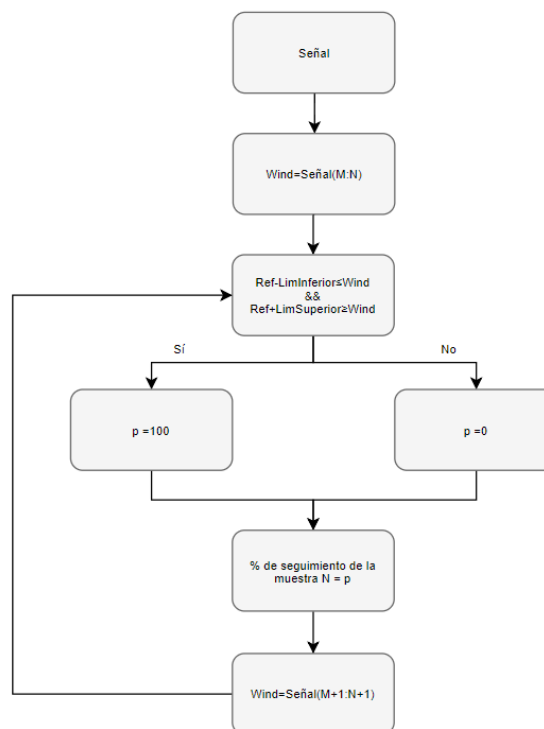 Señal
Wind=Señal(M:N)
Ref-LimInferior≤Wind
&&
Ref+LimSuperior≥Wind
Sí
No
p =100
p =0
% de seguimiento de la
muestra N = p
Wind=Señal(M+1:N+1)